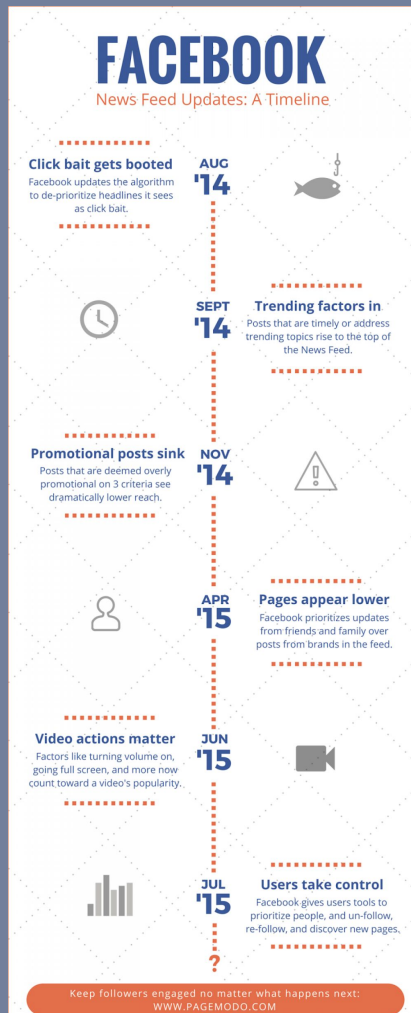 FACEBOOK
News Feed Updates: A Timeline
Click bait gets booted
Facebook updates the algorithm
to de-prioritize headlines it sees
as click bait.
AUG
'14
SEPT
'14
Trending factors in
Posts that are timely or address
trending topics rise to the top of
the News Feed.
Promotional posts sink
Posts that are deemed overly
promotional on 3 criteria see
dramatically lower reach.
NOV
'14
APR
'15
Pages appear lower
Facebook prioritizes updates
from friends and family over
posts from brands in the feed.
Video actions matter
Factors like turning volume on,
going full screen, and more now
count toward a video's popularity.
JUN
'15
JUL
'15
Users take control
Facebook gives users tools to
prioritize people, and un-follow,
re-follow, and discover new pages.
?
Keep followers engaged no matter what happens next:
WWW.PAGEMODO.COM